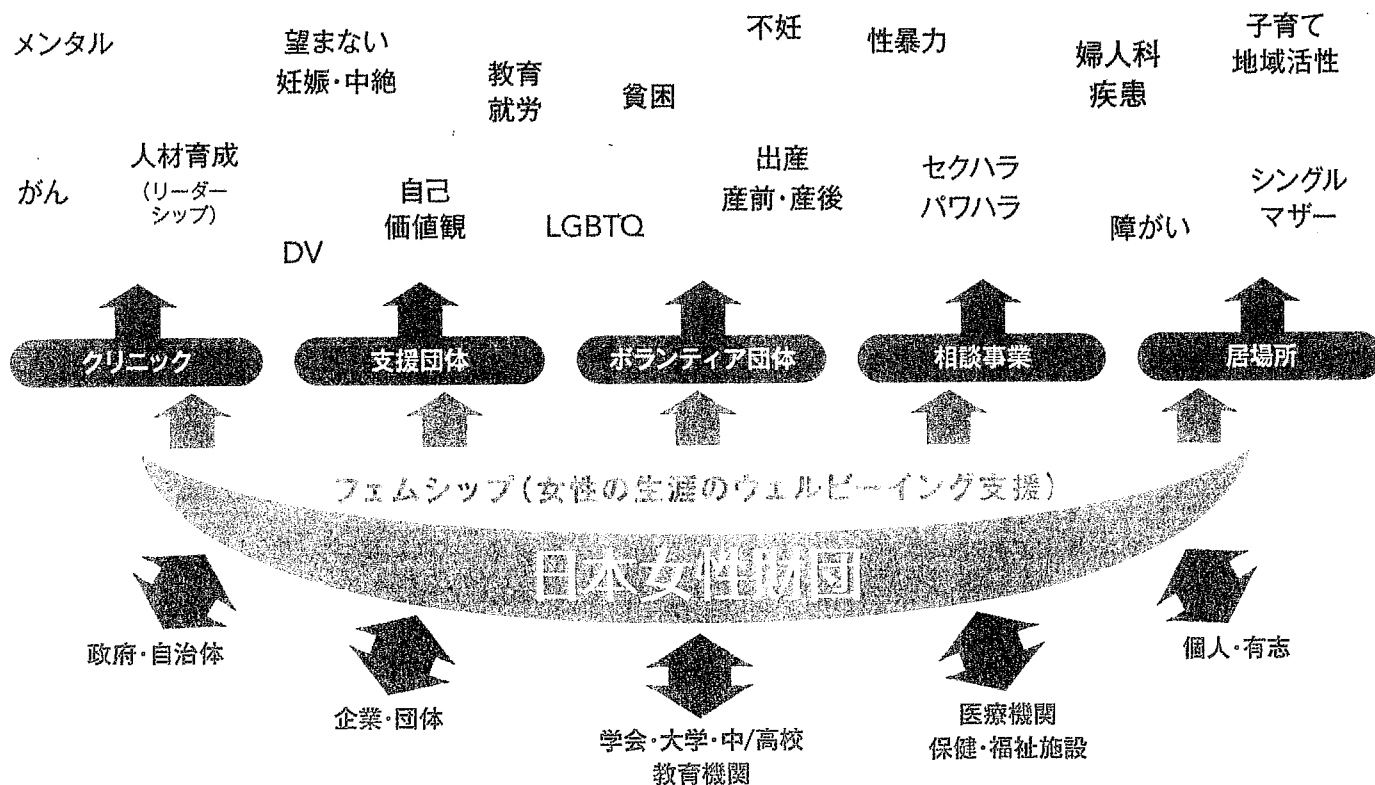 メンタル
望まない
妊娠・中絶
教育
就労
貧困
不妊
性暴力
婦人科
疾患
子育て
地域活性
がん
人材育成
(リーダー
シップ)
DV
自己
価値観
LGBTQ
出産
産前・産後
セクハラ
パワハラ
障がい
シングル
マザー
クリニック
支援団体
ボランティア団体
相談事業
居場所
フェムシップ(女性の生涯のウェルビーイング支援)
日本女性財団
政府・自治体
企業・団体
学会・大学・中/高校
教育機関
医療機関
保健・福祉施設
個人・有志